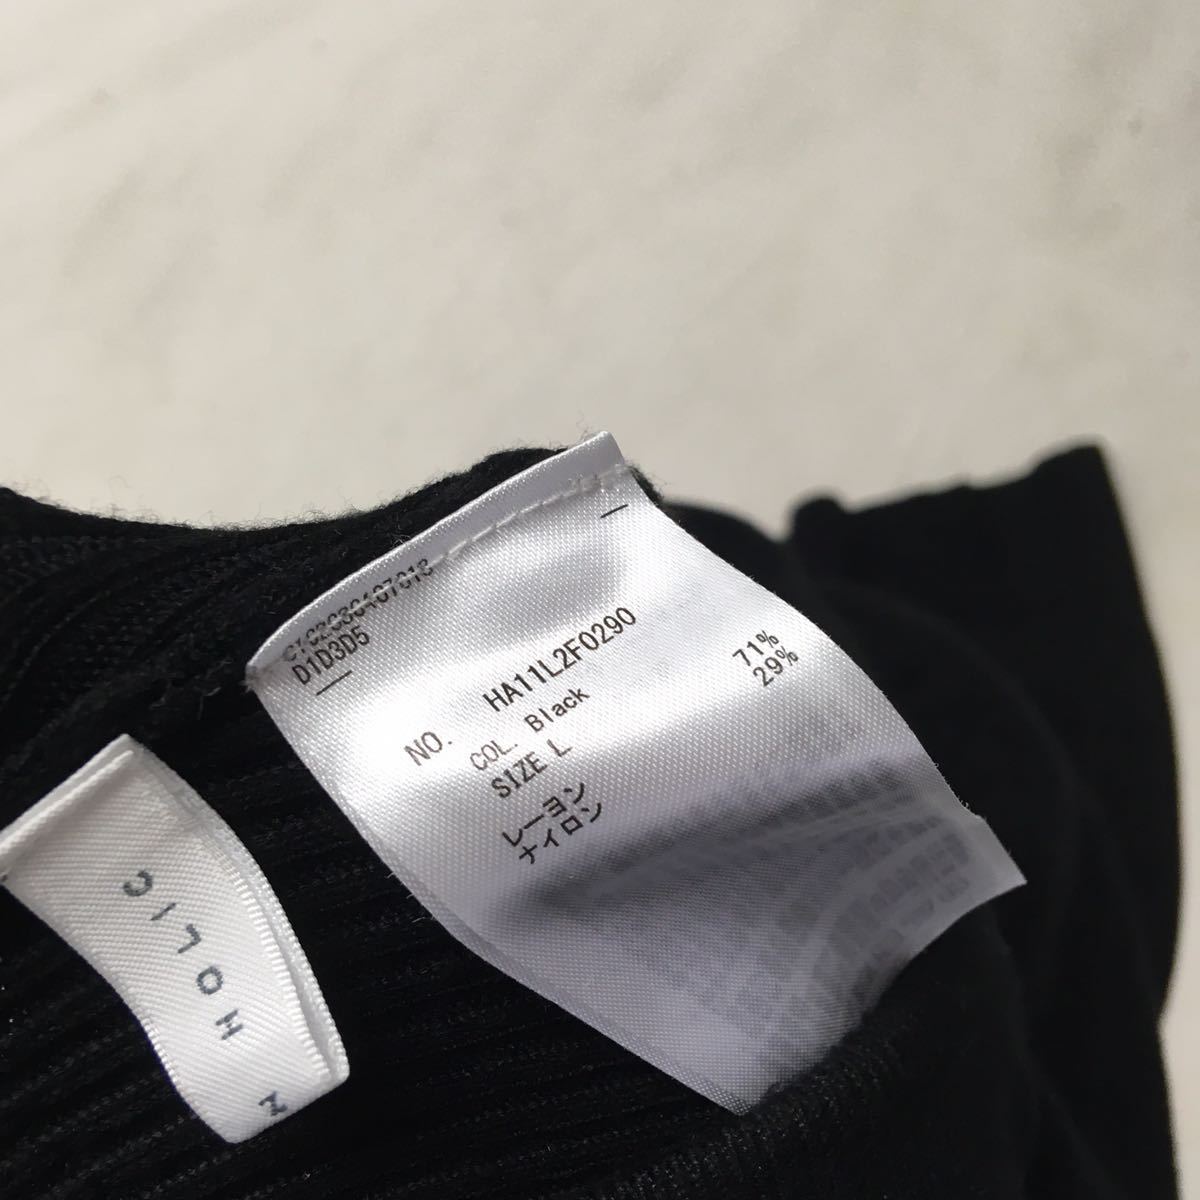 D1D3D5
NO. HA11L2F0290
COL. Black
SIZE L
レーヨン 71%
ナイロン 29%
HOLIC